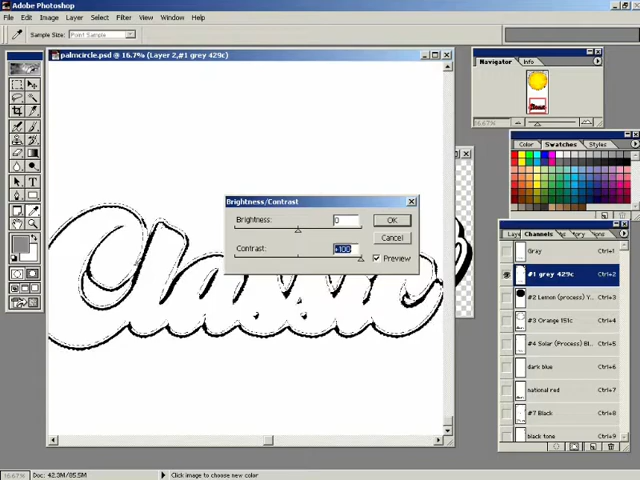 Adobe Photoshop
File Edit Image Layer Select Filter View Window Help
Sample Size: Point Sample
palmcircle.psd @ 16.7% (Layer 2,#1 grey 429c)
Navigator Info
16.67%
Color Swatches Styles
Brightness/Contrast
Brightness: 0
OK
Cancel
Contrast: +100
Preview
Classic
Channels Paths
Gray Ctrl+1
#1 grey 429c Ctrl+2
#2 Lemon (process) Y... Ctrl+3
#3 Orange 151c Ctrl+4
#4 Solar (Process) Bl... Ctrl+5
dark blue Ctrl+6
national red Ctrl+7
#7 Black Ctrl+8
black tone Ctrl+9
16.67% Doc: 42.3M/85.5M Click image to choose new color